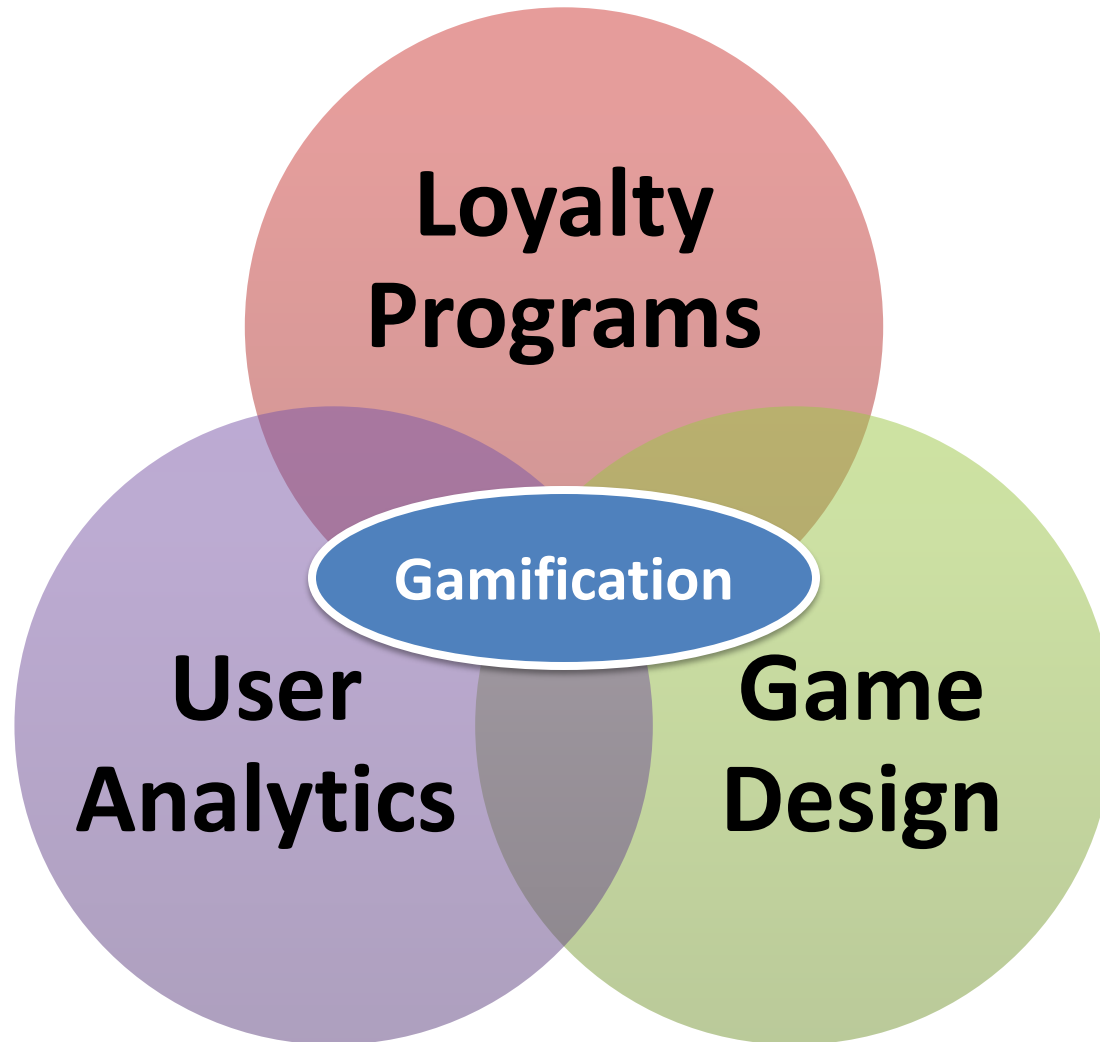 Loyalty
Programs
Gamification
User
Analytics
Game
Design